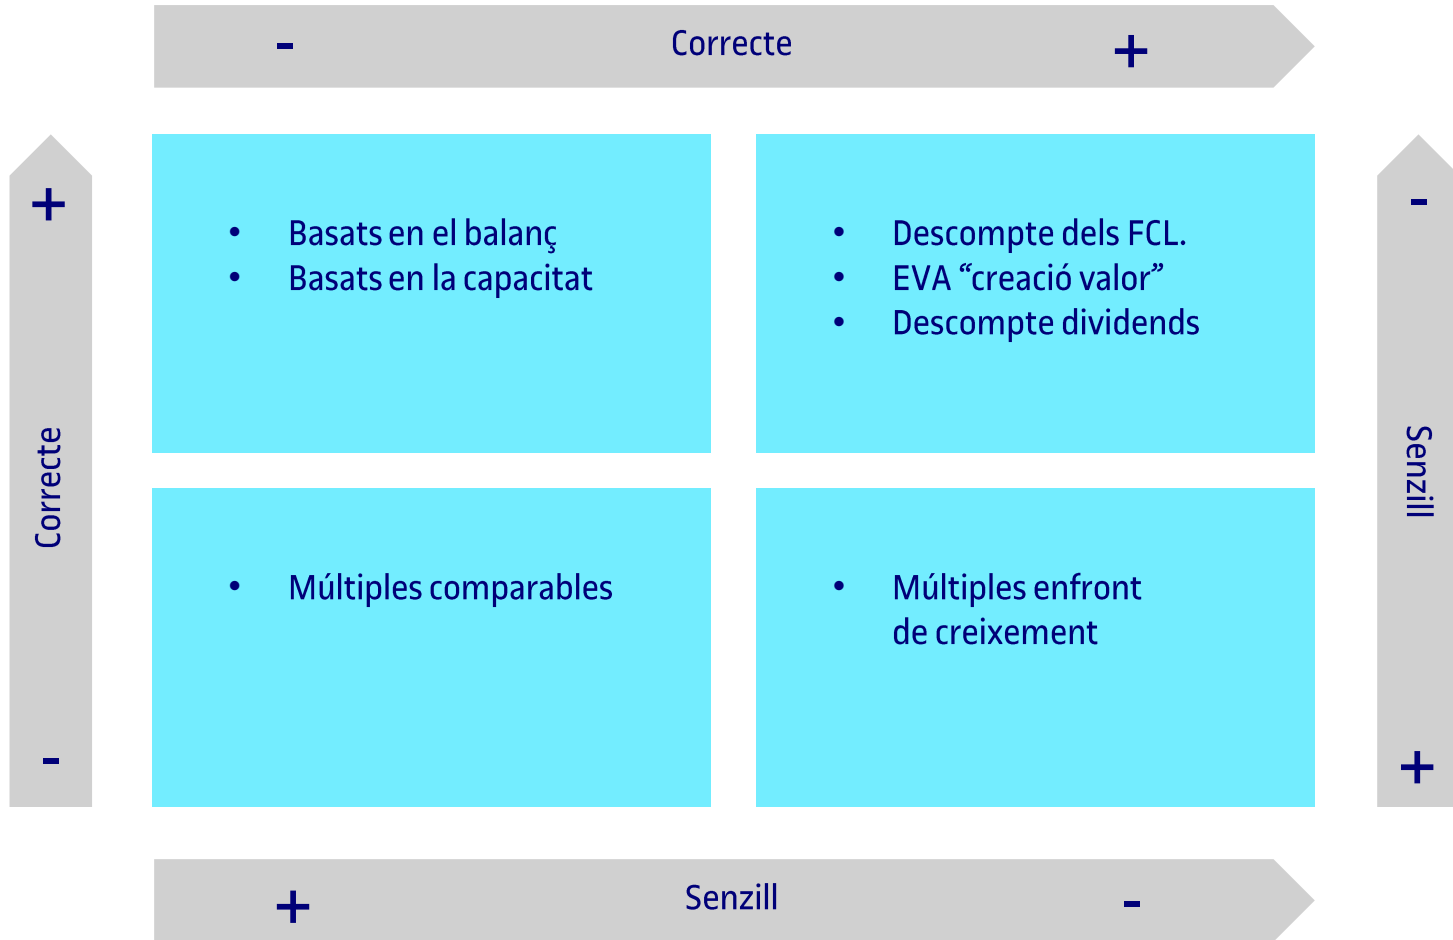 - Correcte +
+
Correcte
-
• Basats en el balanç
• Basats en la capacitat
• Descompte dels FCL.
• EVA “creació valor”
• Descompte dividends
• Múltiples comparables
• Múltiples enfront
de creixement
-
Senzill
+
+ Senzill -